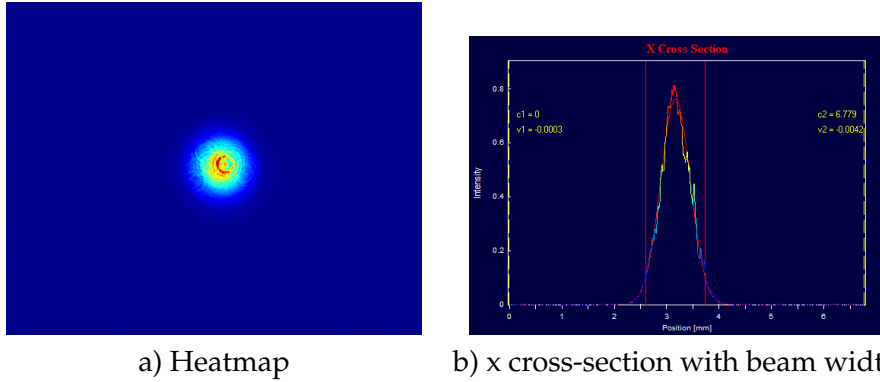 X Cross Section
0.8
c1 = 0
c2 = 6.779
v1 = -0.0003
v2 = -0.0042
0.6
Intensity
0.4
0.2
0
0 1 2 3 4 5 6
Position [mm]
a) Heatmap
b) x cross-section with beam widt